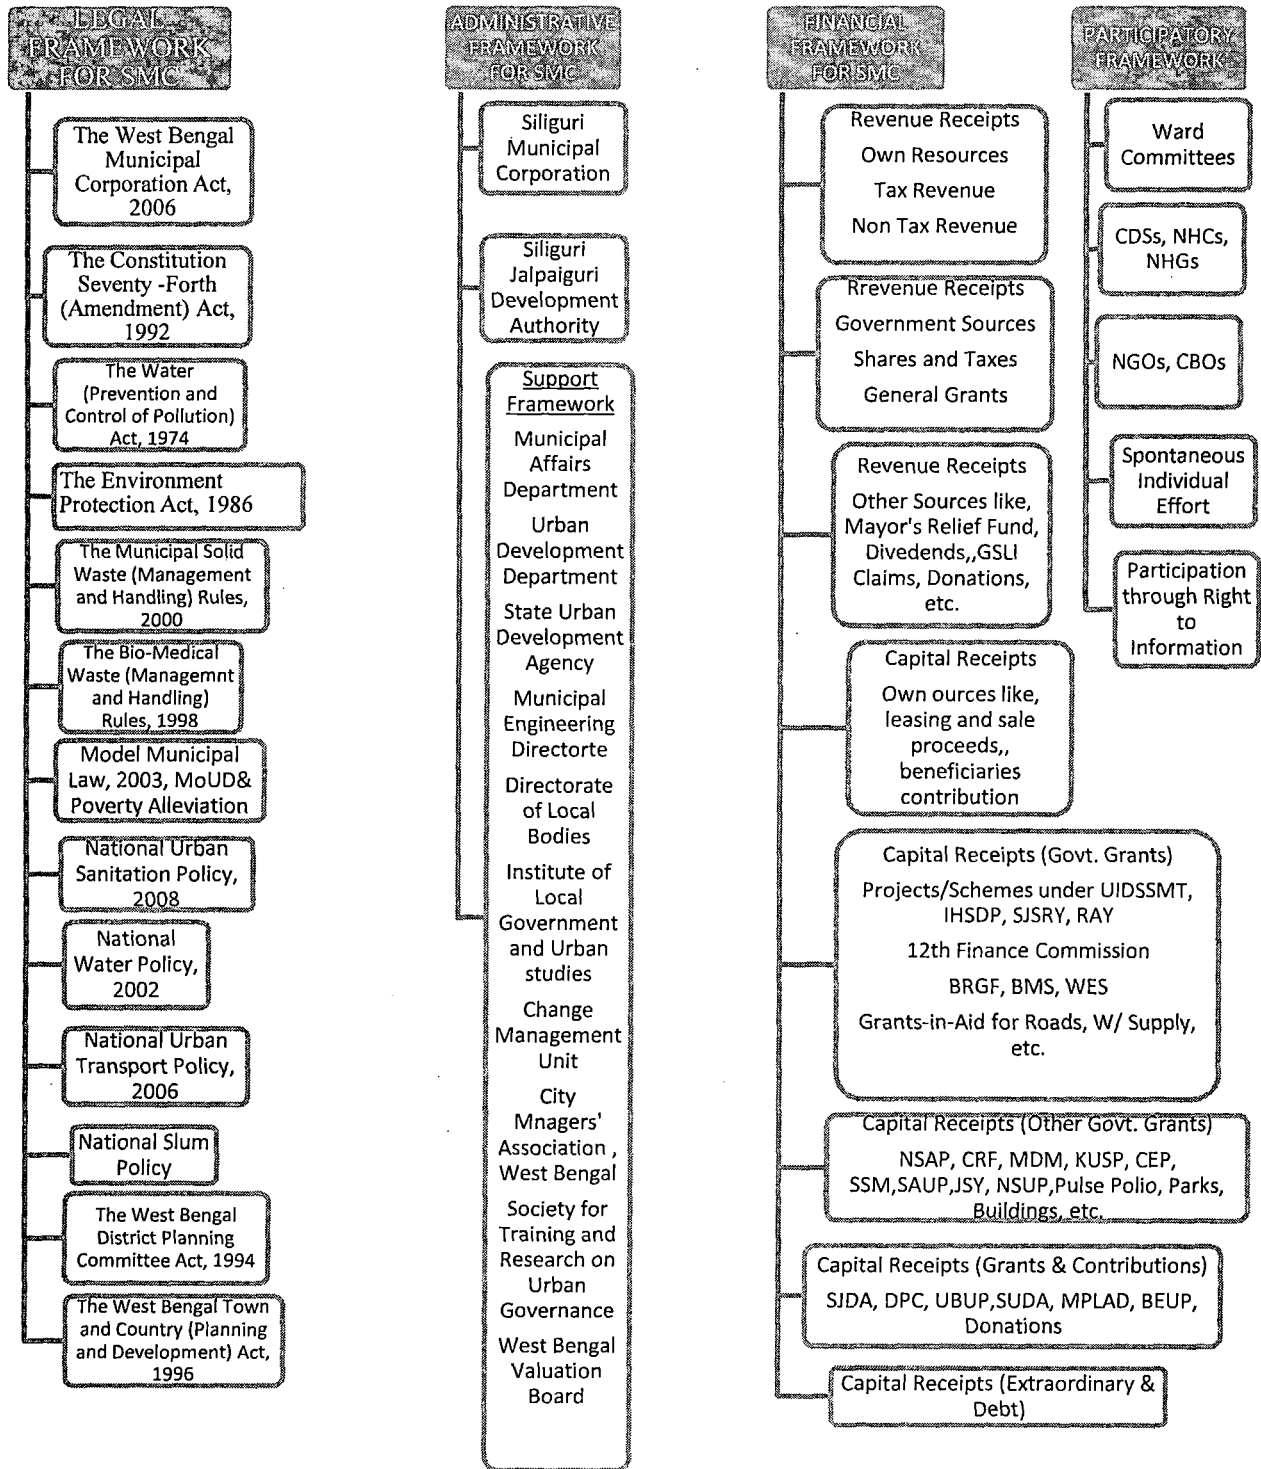 LEGAL
FRAMEWORK
FOR SMC
The West Bengal
Municipal
Corporation Act,
2006
The Constitution
Seventy -Forth
(Amendment) Act,
1992
The Water
(Prevention and
Control of Pollution)
Act, 1974
The Environment
Protection Act, 1986
The Municipal Solid
Waste (Management
and Handling) Rules,
2000
The Bio-Medical
Waste (Managemnt
and Handling)
Rules, 1998
Model Municipal
Law, 2003, MoUD&
Poverty Alleviation
National Urban
Sanitation Policy,
2008
National
Water Policy,
2002
National Urban
Transport Policy,
2006
National Slum
Policy
The West Bengal
District Planning
Committee Act, 1994
The West Bengal Town
and Country (Planning
and Development) Act,
1996
ADMINISTRATIVE
FRAMEWORK
FOR SMC
Siliguri
Municipal
Corporation
Siliguri
Jalpaiguri
Development
Authority
Support
Framework
Municipal
Affairs
Department
Urban
Development
Department
State Urban
Development
Agency
Municipal
Engineering
Directorte
Directorate
of Local
Bodies
Institute of
Local
Government
and Urban
studies
Change
Management
Unit
City
Mnagers'
Association ,
West Bengal
Society for
Training and
Research on
Urban
Governance
West Bengal
Valuation
Board
FINANCIAL
FRAMEWORK
FOR SMC
Revenue Receipts
Own Resources
Tax Revenue
Non Tax Revenue
Rrevenue Receipts
Government Sources
Shares and Taxes
General Grants
Revenue Receipts
Other Sources like,
Mayor's Relief Fund,
Divedends,,GSLI
Claims, Donations,
etc.
Capital Receipts
Own ources like,
leasing and sale
proceeds,,
beneficiaries
contribution
Capital Receipts (Govt. Grants)
Projects/Schemes under UIDSSMT,
IHSDP, SJSRY, RAY
12th Finance Commission
BRGF, BMS, WES
Grants-in-Aid for Roads, W/ Supply,
etc.
Capital Receipts (Other Govt. Grants)
NSAP, CRF, MDM, KUSP, CEP,
SSM,SAUP,JSY, NSUP,Pulse Polio, Parks,
Buildings, etc.
Capital Receipts (Grants & Contributions)
SJDA, DPC, UBUP,SUDA, MPLAD, BEUP,
Donations
Capital Receipts (Extraordinary &
Debt)
PARTICIPATORY
FRAMEWORK
Ward
Committees
CDSs, NHCs,
NHGs
NGOs, CBOs
Spontaneous
Individual
Effort
Participation
through Right
to
Information